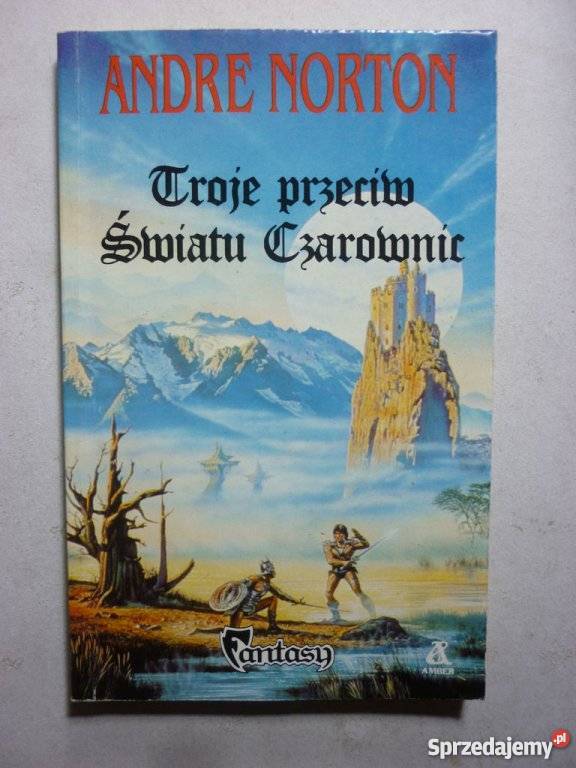 ANDRE NORTON
Troje przeciw
Światu Czarownic
Fantasy
AMBER
Sprzedajemy.pl